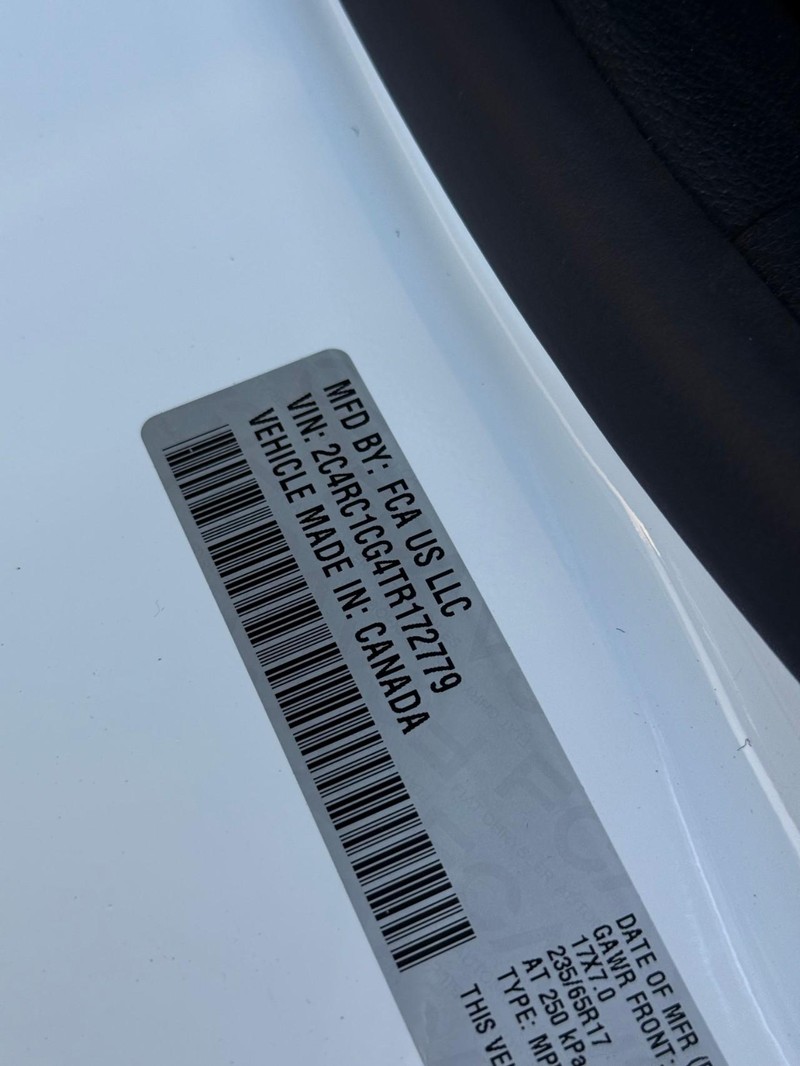 MFD BY: FCA US LLC
VIN: 2C4RC1CG4TR172779
VEHICLE MADE IN: CANADA
DATE OF MFR
GAWR FRONT:
17X7.0
235/65R17
AT 250 kPa
TYPE:
THIS